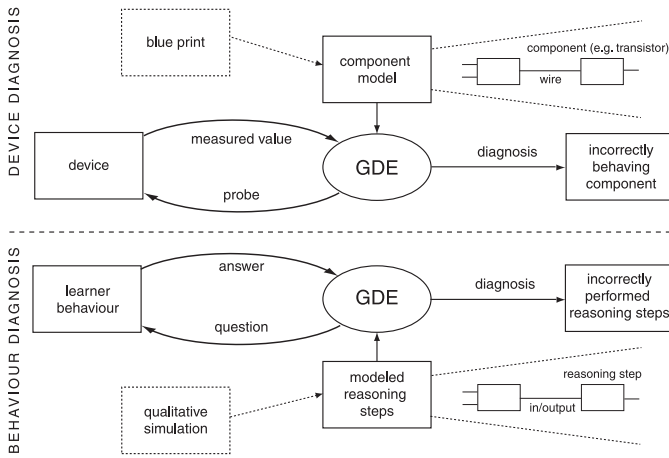 DEVICE DIAGNOSIS
blue print
component
model
component (e.g. transistor)
wire
device
measured value
probe
GDE
diagnosis
incorrectly
behaving
component
BEHAVIOUR DIAGNOSIS
learner
behaviour
answer
question
GDE
diagnosis
incorrectly
performed
reasoning steps
qualitative
simulation
modeled
reasoning
steps
reasoning step
in/output